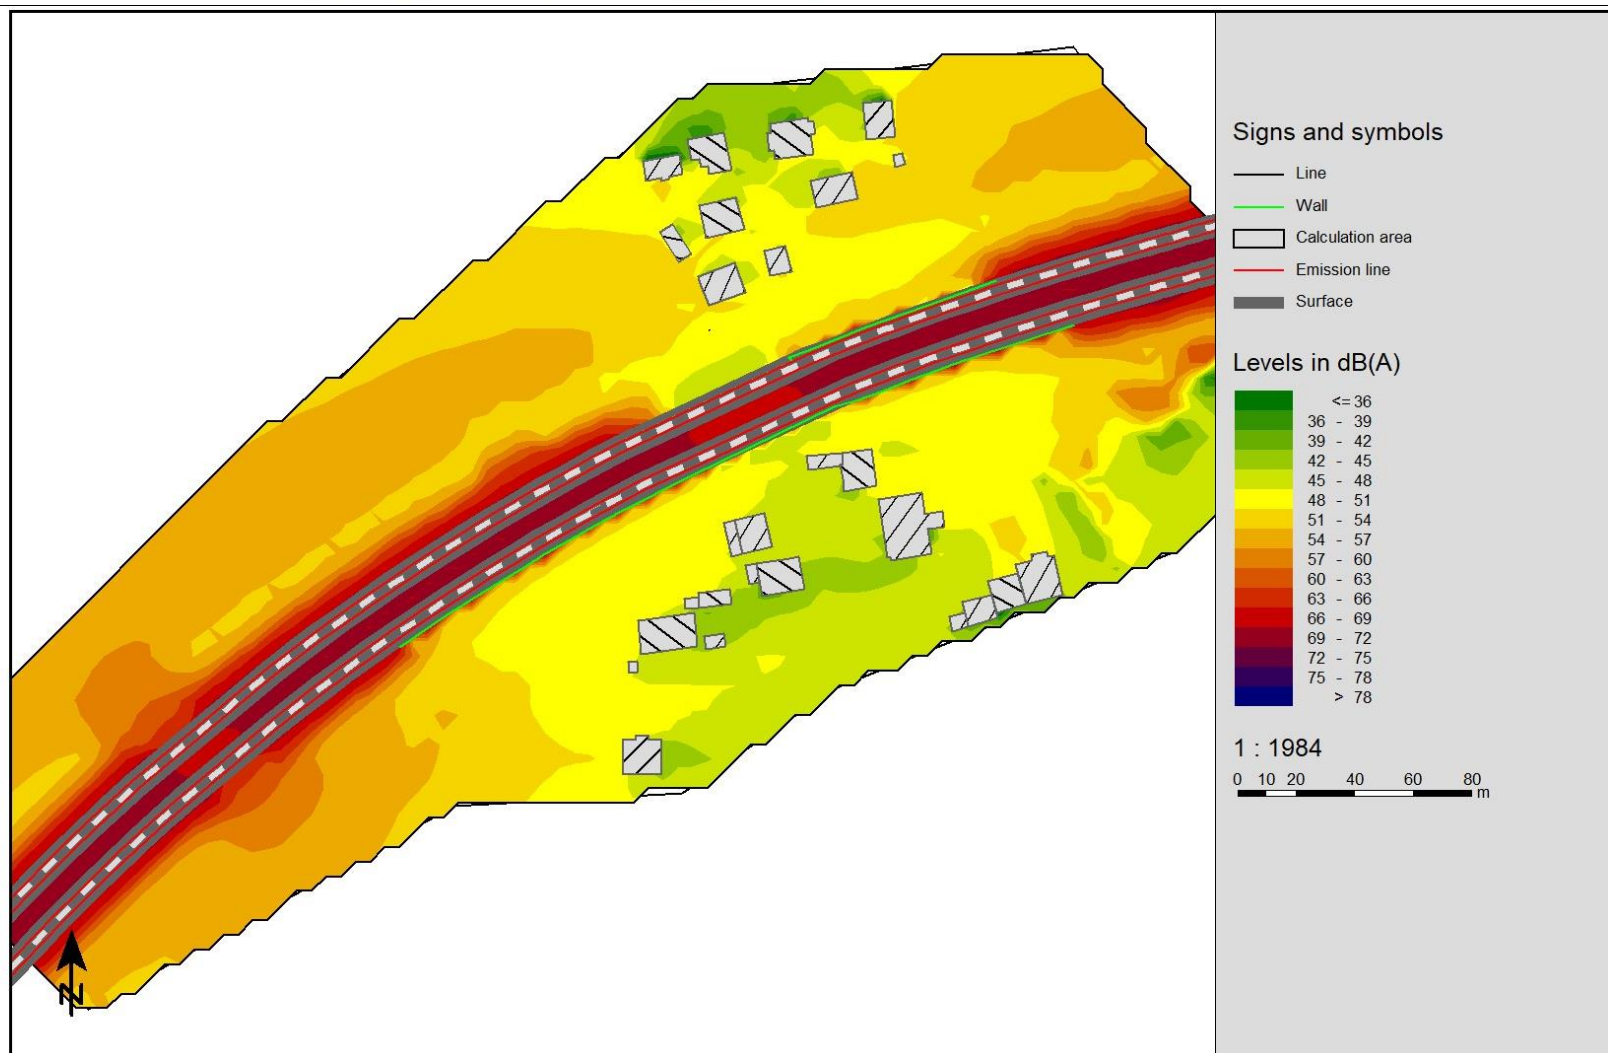 Signs and symbols
Line
Wall
Calculation area
Emission line
Surface
Levels in dB(A)
<= 36
36 - 39
39 - 42
42 - 45
45 - 48
48 - 51
51 - 54
54 - 57
57 - 60
60 - 63
63 - 66
66 - 69
69 - 72
72 - 75
75 - 78
> 78
1 : 1984
0 10 20 40 60 80
m
N